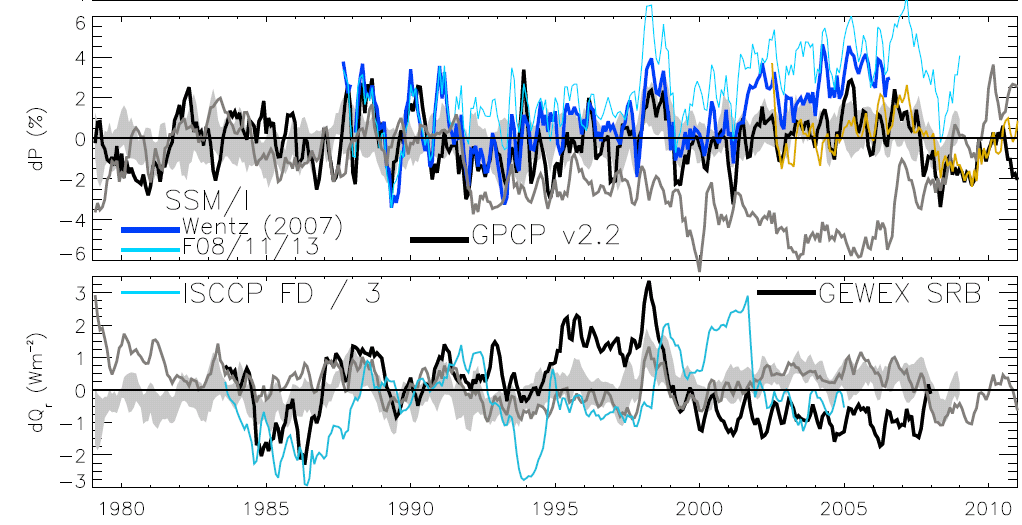 6
4
2
0
−2
−4
−6
dP (%)
SSM/I
Wentz (2007)
F08/11/13
GPCP v2.2
3
2
1
0
−1
−2
−3
dQr (Wm⁻²)
ISCCP FD / 3
GEWEX SRB
1980 1985 1990 1995 2000 2005 2010